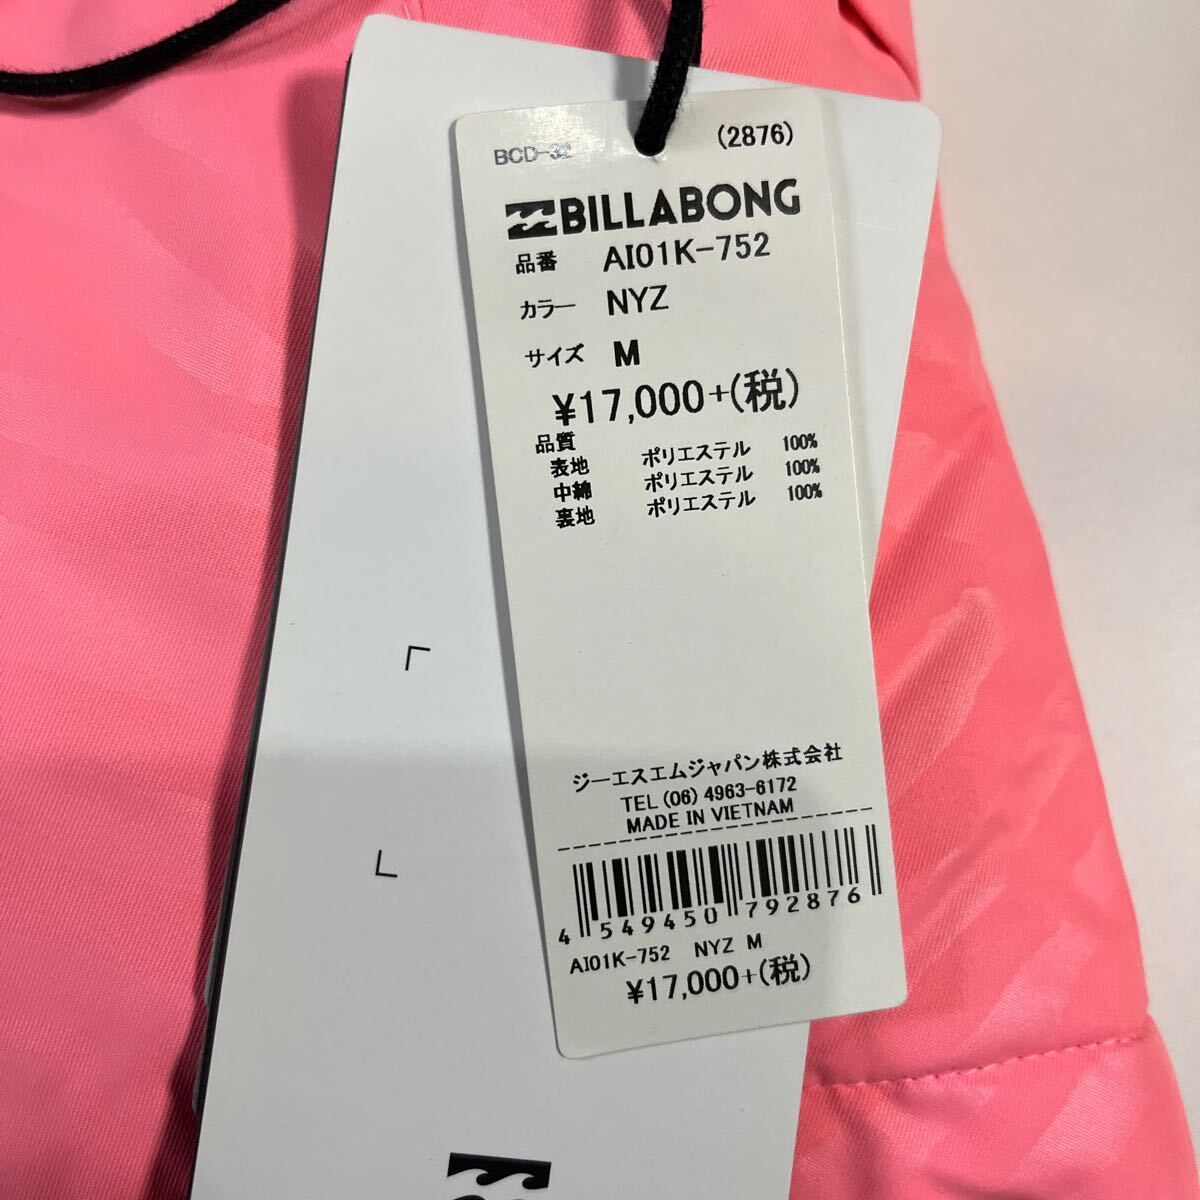 BCD-32
(2876)
BILLABONG
品番 AI01K-752
カラー NYZ
サイズ M
¥17,000+(税)
品質
表地 ポリエステル 100%
中綿 ポリエステル 100%
裏地 ポリエステル 100%
ジーエスエムジャパン株式会社
TEL (06) 4963-6172
MADE IN VIETNAM
4 549450 792876
AI01K-752 NYZ M
¥17,000+(税)